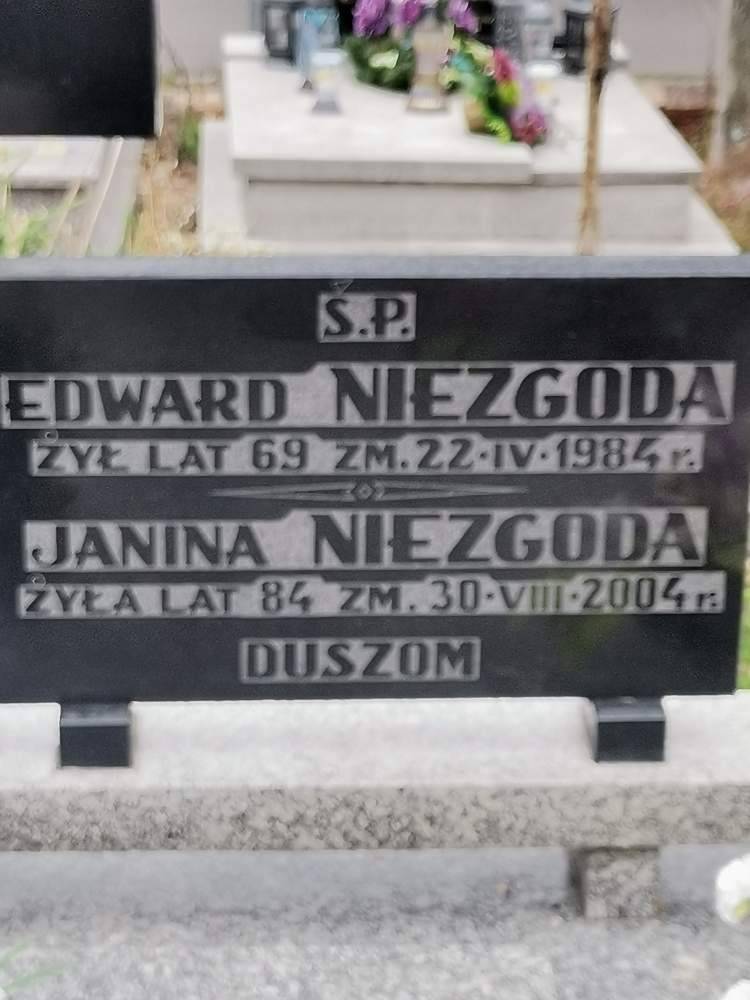 Ś.P.
EDWARD NIEZGODA
ŻYŁ LAT 69 ZM. 22·IV·1984 r.
JANINA NIEZGODA
ŻYŁA LAT 84 ZM. 30·VIII·2004 r.
DUSZOM